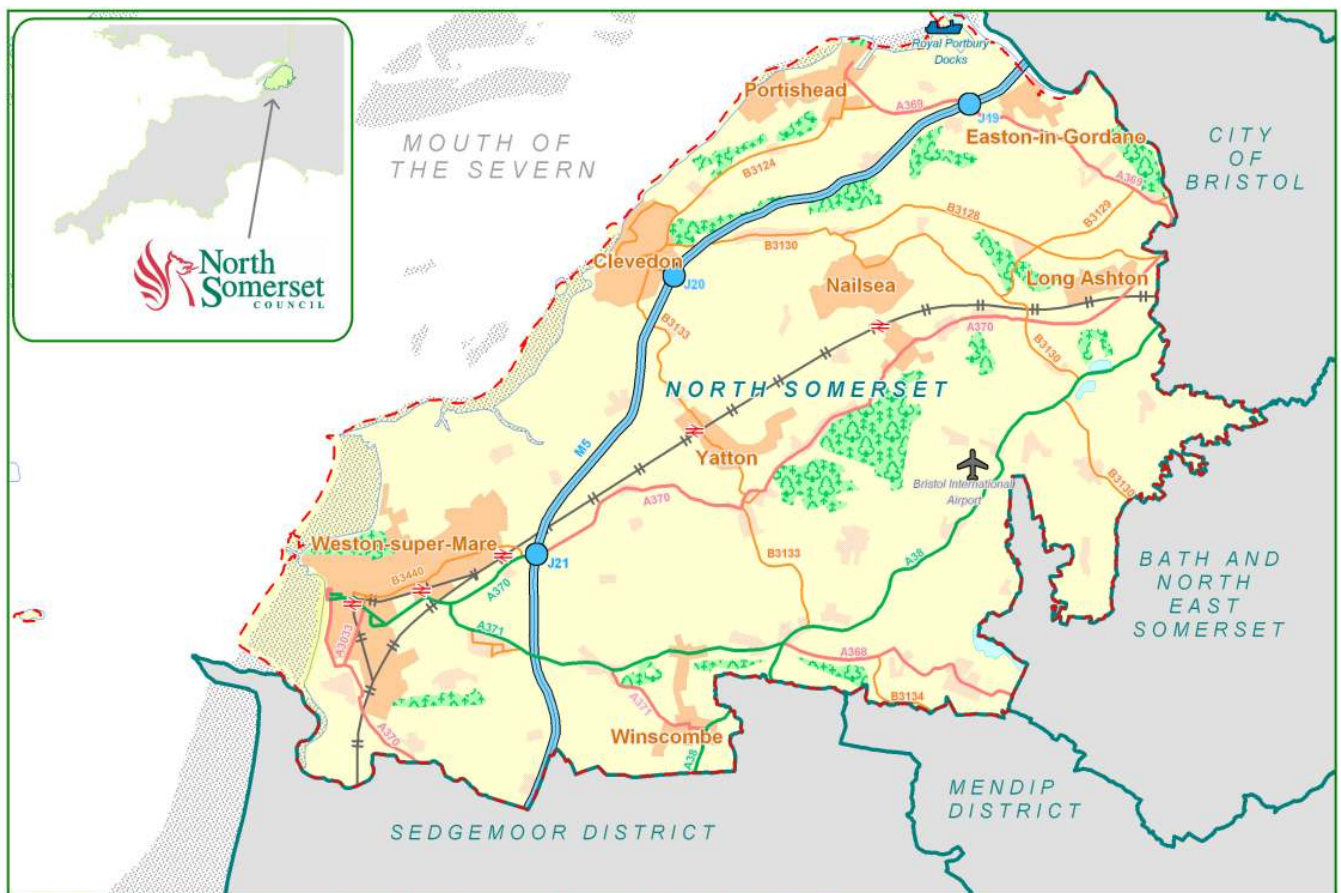 North
Somerset
COUNCIL
MOUTH OF
THE SEVERN
Royal Portbury
Docks
Portishead
A369
J19
Easton-in-Gordano
CITY
OF
BRISTOL
A369
B3124
B3129
B3128
B3130
Clevedon
J20
Nailsea
Long Ashton
B3133
A370
B3130
NORTH SOMERSET
M5
Yatton
Bristol International
Airport
B3130
A370
Weston-super-Mare
J21
B3133
A38
B3440
A370
BATH AND
NORTH
EAST
SOMERSET
A371
A3033
A368
A371
B3134
A370
Winscombe
A38
MENDIP
DISTRICT
SEDGEMOOR DISTRICT